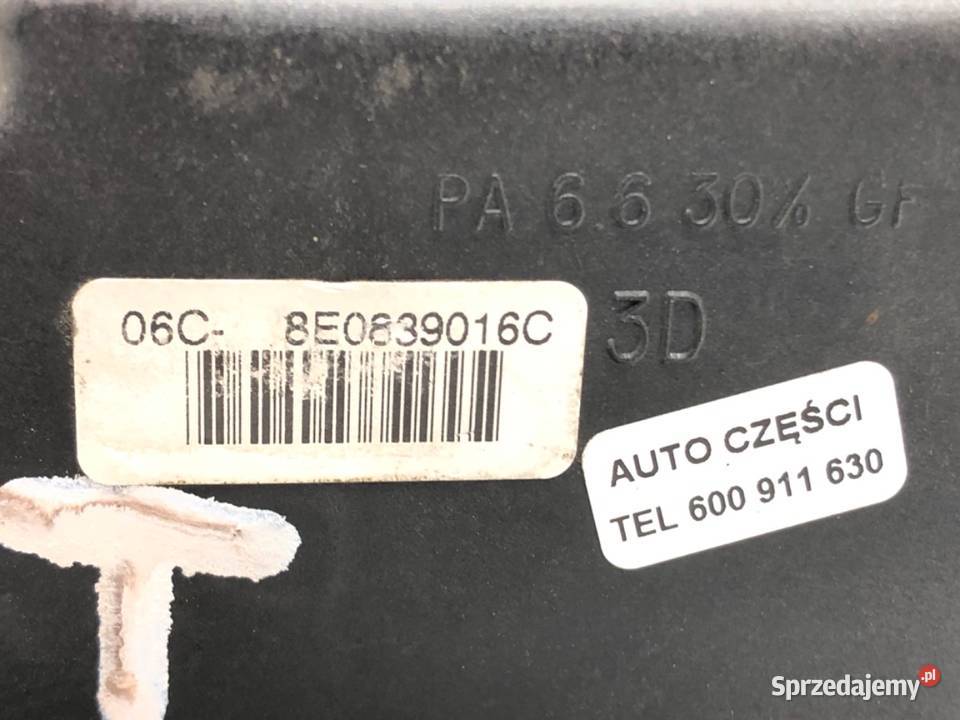 PA 6.6 30% GF
06C- 8E0839016C
3D
AUTO CZĘŚCI
TEL 600 911 630
Sprzedajemy.pl